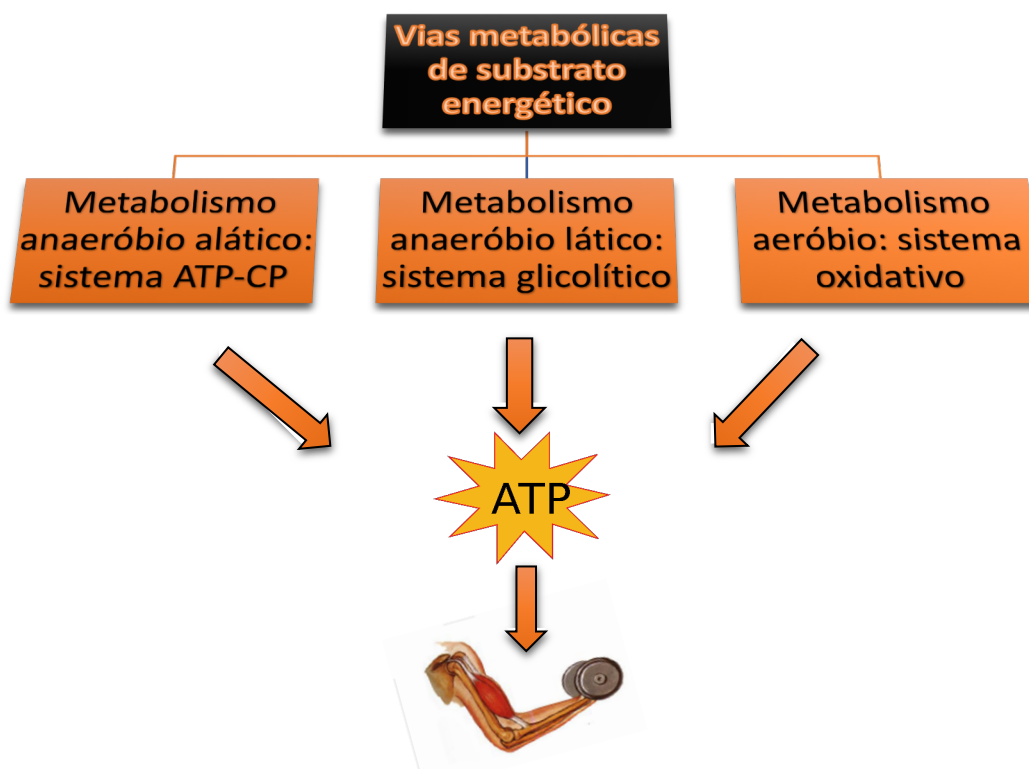 Vias metabólicas
de substrato
energético
Metabolismo
anaeróbio alático:
sistema ATP-CP
Metabolismo
anaeróbio lático:
sistema glicolítico
Metabolismo
aeróbio: sistema
oxidativo
ATP